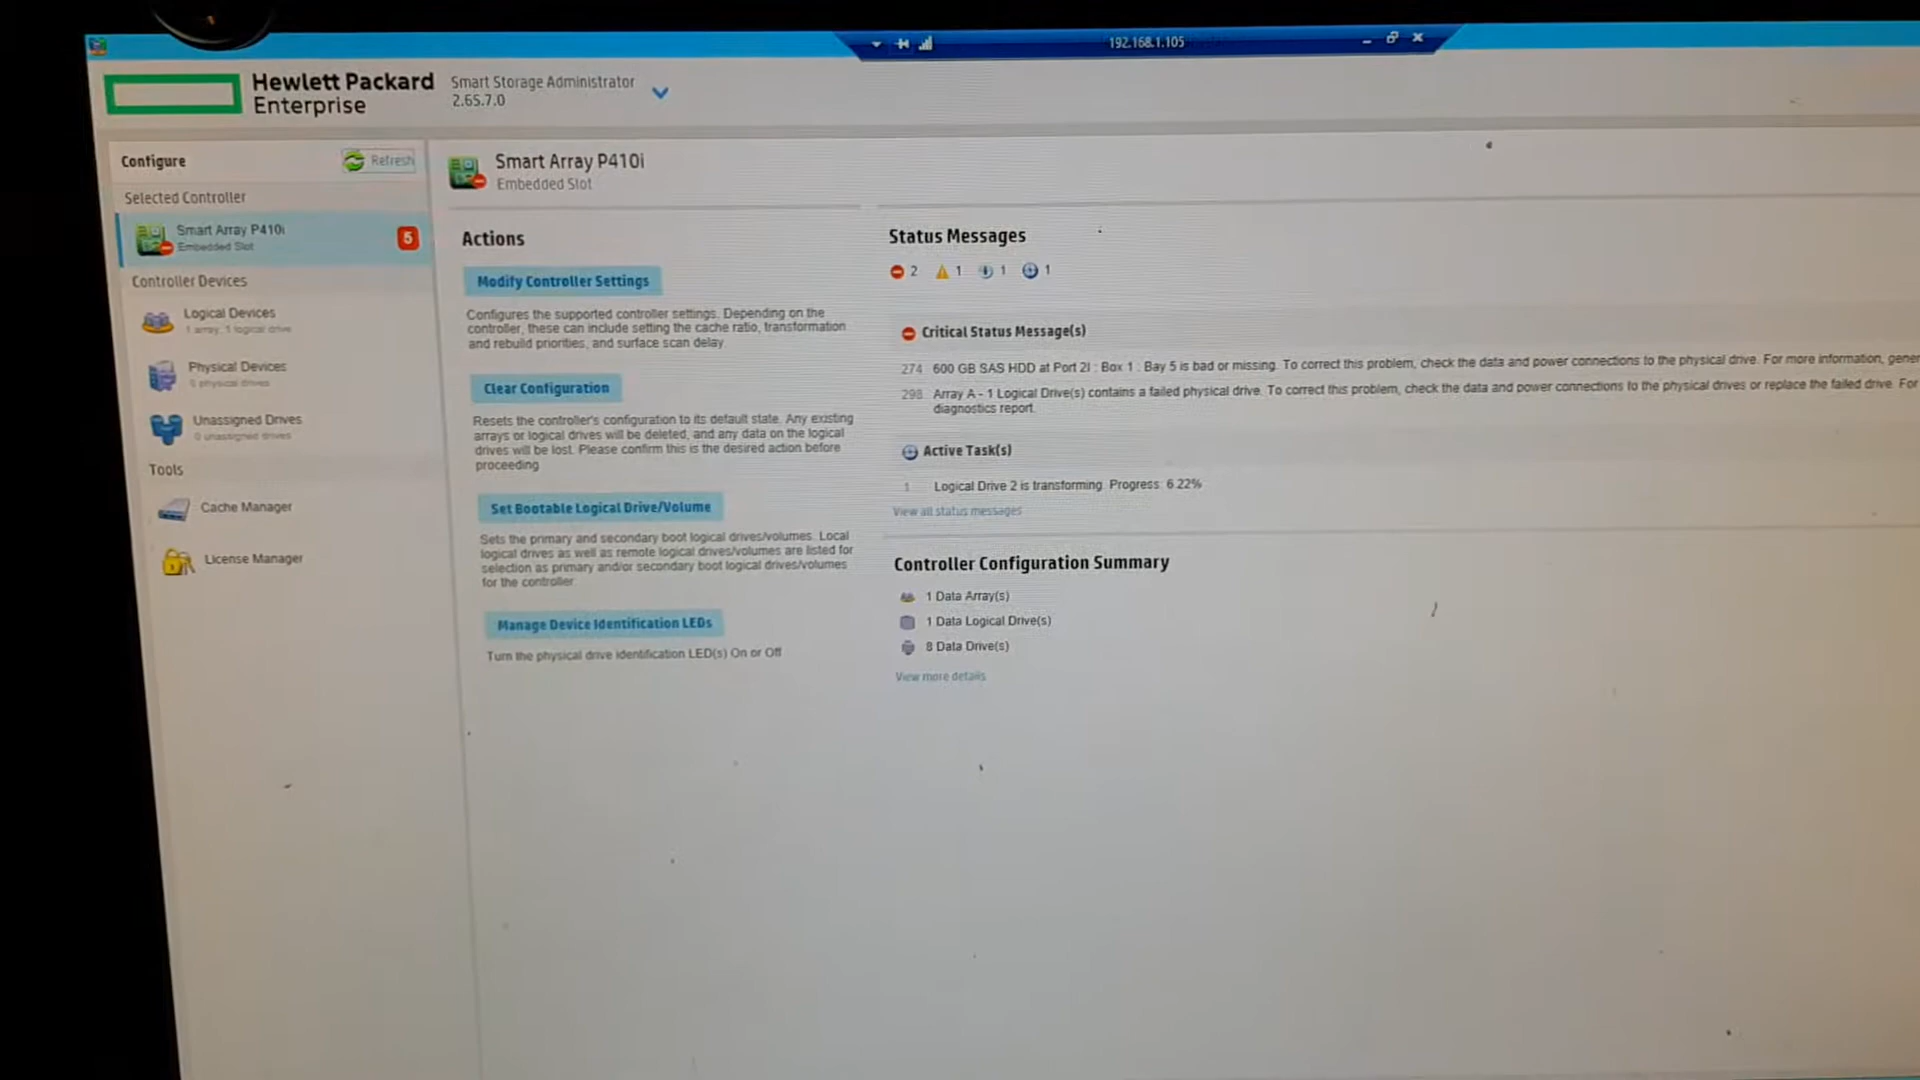 192.168.1.105
Hewlett Packard
Enterprise
Smart Storage Administrator
2.65.7.0
Configure
Refresh
Selected Controller
Smart Array P410i
Embedded Slot
5
Controller Devices
Logical Devices
1 array, 1 logical drive
Physical Devices
physical drives
Unassigned Drives
0 unassigned drives
Tools
Cache Manager
License Manager
Smart Array P410i
Embedded Slot
Actions
Modify Controller Settings
Configures the supported controller settings. Depending on the
controller, these can include setting the cache ratio, transformation
and rebuild priorities, and surface scan delay
Clear Configuration
Resets the controller's configuration to its default state. Any existing
arrays or logical drives will be deleted, and any data on the logical
drives will be lost. Please confirm this is the desired action before
proceeding
Set Bootable Logical Drive/Volume
Sets the primary and secondary boot logical drives/volumes. Local
logical drives as well as remote logical drives/volumes are listed for
selection as primary and/or secondary boot logical drives/volumes
for the controller
Manage Device Identification LEDs
Turn the physical drive identification LED(s) On or Off
Status Messages
2 1 1 1
Critical Status Message(s)
274 600 GB SAS HDD at Port 2I : Box 1 : Bay 5 is bad or missing. To correct this problem, check the data and power connections to the physical drive. For more information, gener
298 Array A - 1 Logical Drive(s) contains a failed physical drive. To correct this problem, check the data and power connections to the physical drives or replace the failed drive. For
diagnostics report.
Active Task(s)
1 Logical Drive 2 is transforming. Progress: 6.22%
View all status messages
Controller Configuration Summary
1 Data Array(s)
1 Data Logical Drive(s)
8 Data Drive(s)
View more details